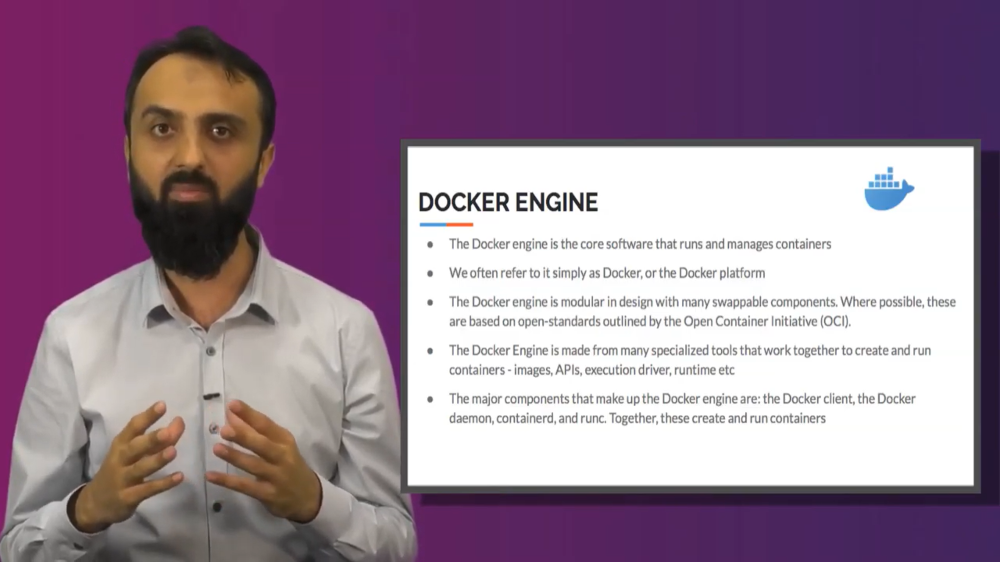 DOCKER ENGINE
● The Docker engine is the core software that runs and manages containers
● We often refer to it simply as Docker, or the Docker platform
● The Docker engine is modular in design with many swappable components. Where possible, these
are based on open-standards outlined by the Open Container Initiative (OCI).
● The Docker Engine is made from many specialized tools that work together to create and run
containers - images, APIs, execution driver, runtime etc
● The major components that make up the Docker engine are: the Docker client, the Docker
daemon, containerd, and runc. Together, these create and run containers